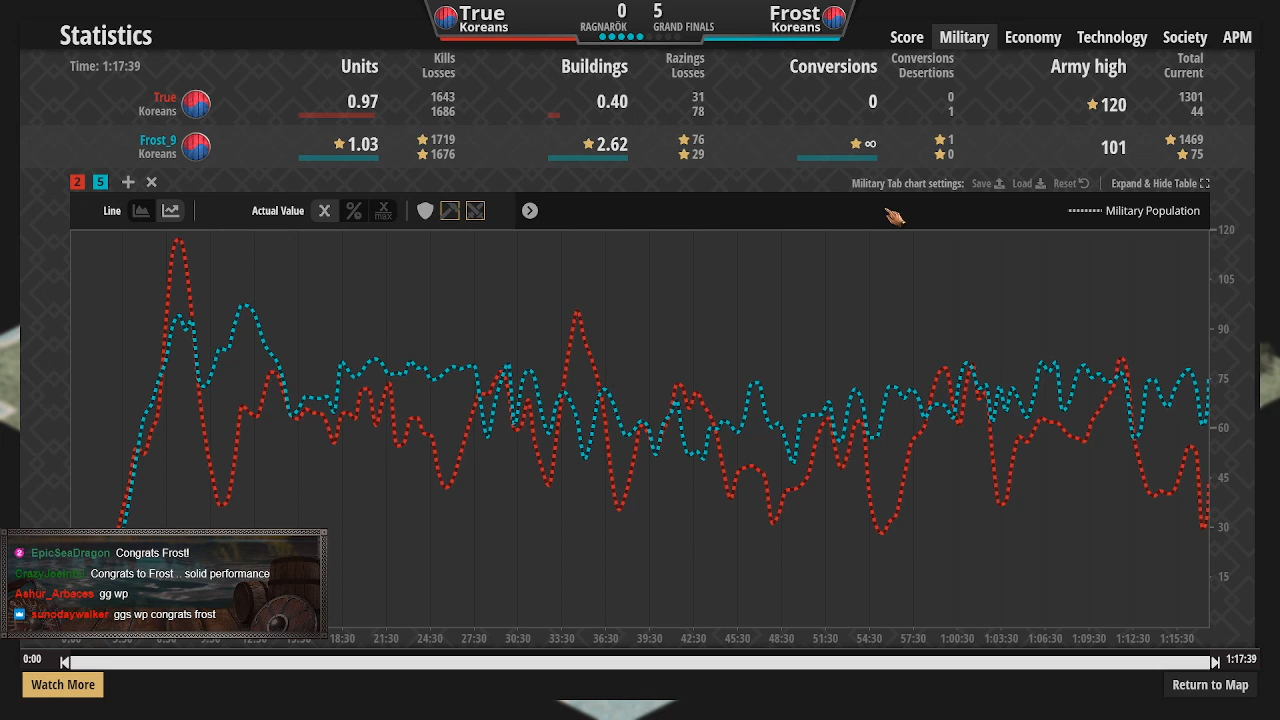 True
Koreans
0 5
RAGNARÖK GRAND FINALS
Frost
Koreans
Statistics
Score Military Economy Technology Society APM
Time: 1:17:39
Units
Kills
Losses
Buildings
Razings
Losses
Conversions
Conversions
Desertions
Army high
Total
Current
True
Koreans
0.97
1643
1686
0.40
31
78
0
0
1
120
1301
44
Frost_9
Koreans
1.03
1719
1676
2.62
76
29
∞
1
0
101
1469
75
2 5
Military Tab chart settings: Save Load Reset Expand & Hide Table
Line
Actual Value X % X max
Military Population
120
105
90
75
60
45
30
15
EpicSeaDragon Congrats Frost!
Congrats to Frost .. solid performance
Ashur_Arbaces gg wp
sunodaywalker ggs wp congrats frost
18:30 21:30 24:30 27:30 30:30 33:30 36:30 39:30 42:30 45:30 48:30 51:30 54:30 57:30 1:00:30 1:03:30 1:06:30 1:09:30 1:12:30 1:15:30
0:00 1:17:39
Watch More
Return to Map